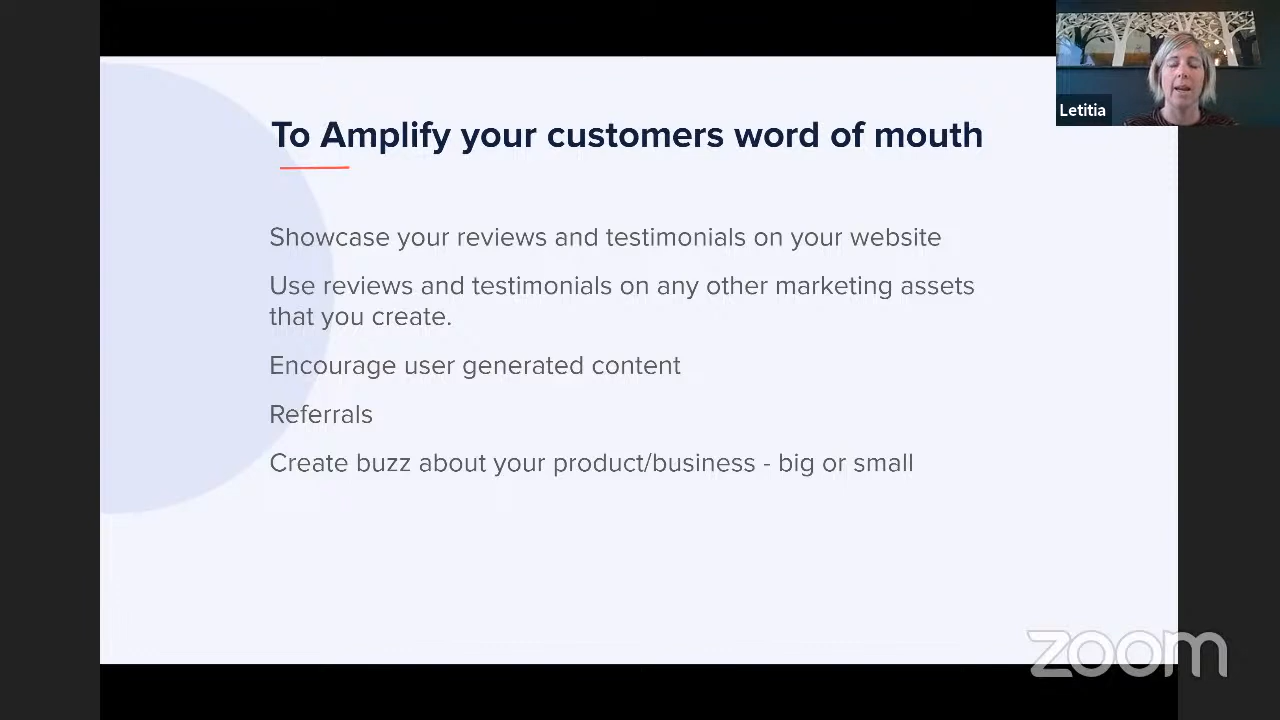 To Amplify your customers word of mouth
Letitia
Showcase your reviews and testimonials on your website
Use reviews and testimonials on any other marketing assets
that you create.
Encourage user generated content
Referrals
Create buzz about your product/business - big or small
zoom